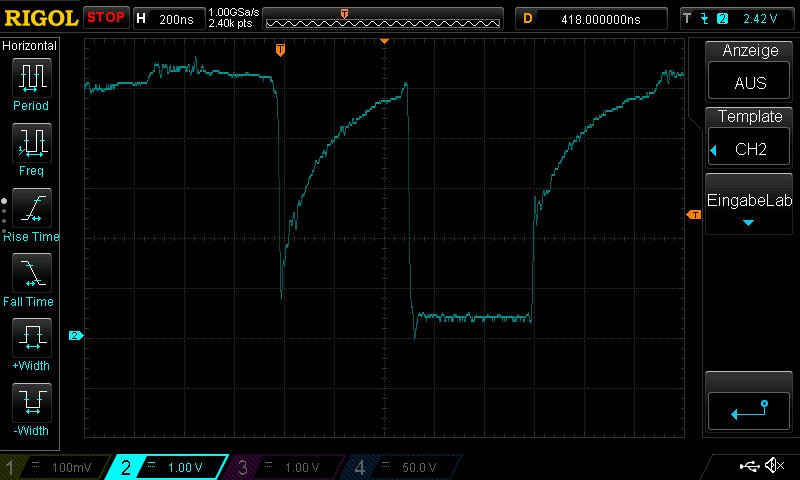 RIGOL STOP H 200ns 1.00GSa/s 2.40k pts T D 418.000000ns T 2 2.42 V
Horizontal
Period
Freq
Rise Time
Fall Time
+Width
-Width
T
T
2
Anzeige
AUS
Template
CH2
EingabeLab
1 100mV 2 1.00 V 3 1.00 V 4 50.0 V